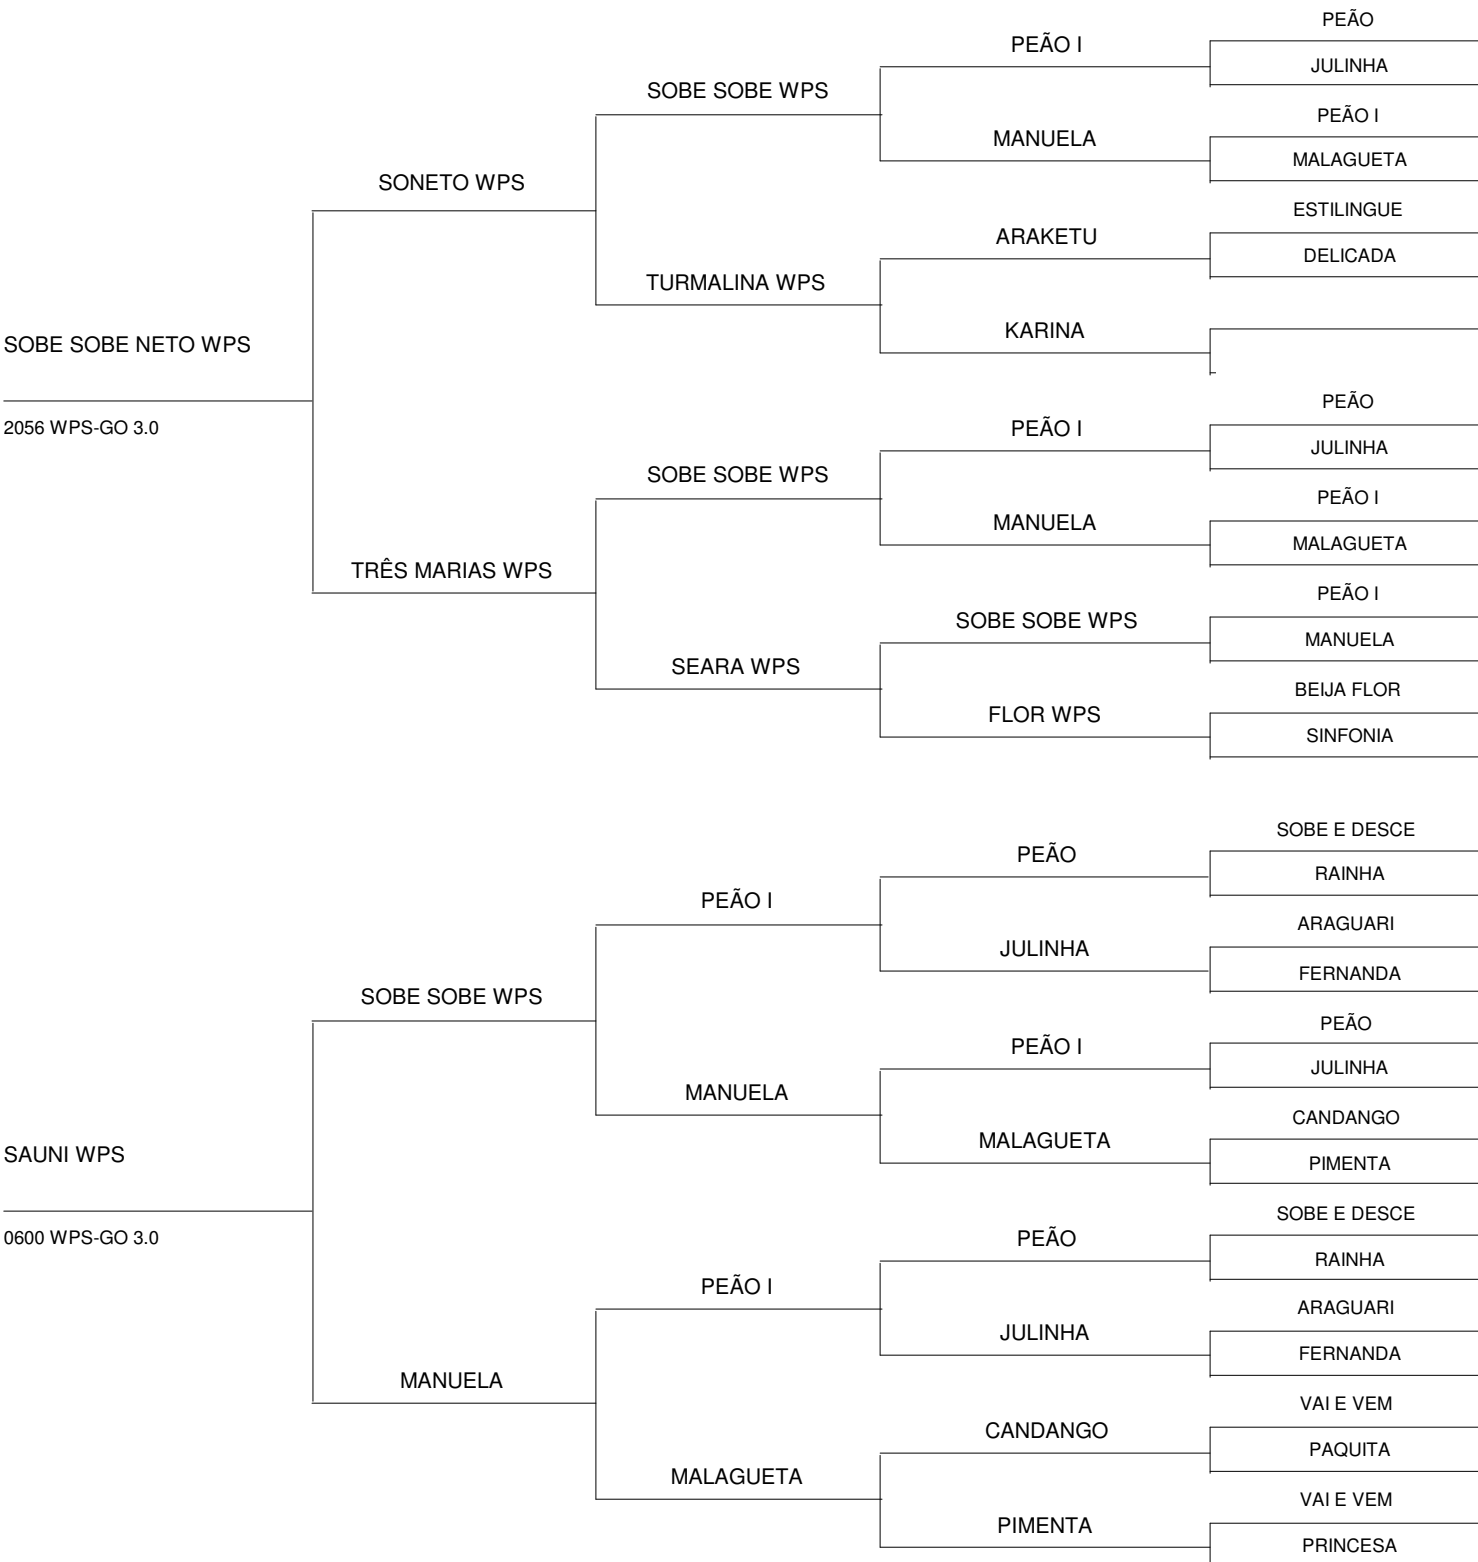 PEÃO
PEÃO I
JULINHA
SOBE SOBE WPS
PEÃO I
MANUELA
MALAGUETA
SONETO WPS
ESTILINGUE
ARAKETU
DELICADA
TURMALINA WPS
KARINA
SOBE SOBE NETO WPS
2056 WPS-GO 3.0
PEÃO
PEÃO I
JULINHA
SOBE SOBE WPS
PEÃO I
MANUELA
MALAGUETA
TRÊS MARIAS WPS
PEÃO I
SOBE SOBE WPS
MANUELA
SEARA WPS
BEIJA FLOR
FLOR WPS
SINFONIA
SOBE E DESCE
PEÃO
RAINHA
PEÃO I
ARAGUARI
JULINHA
FERNANDA
SOBE SOBE WPS
PEÃO
PEÃO I
JULINHA
MANUELA
CANDANGO
MALAGUETA
PIMENTA
SAUNI WPS
0600 WPS-GO 3.0
SOBE E DESCE
PEÃO
RAINHA
PEÃO I
ARAGUARI
JULINHA
FERNANDA
MANUELA
VAI E VEM
CANDANGO
PAQUITA
MALAGUETA
VAI E VEM
PIMENTA
PRINCESA